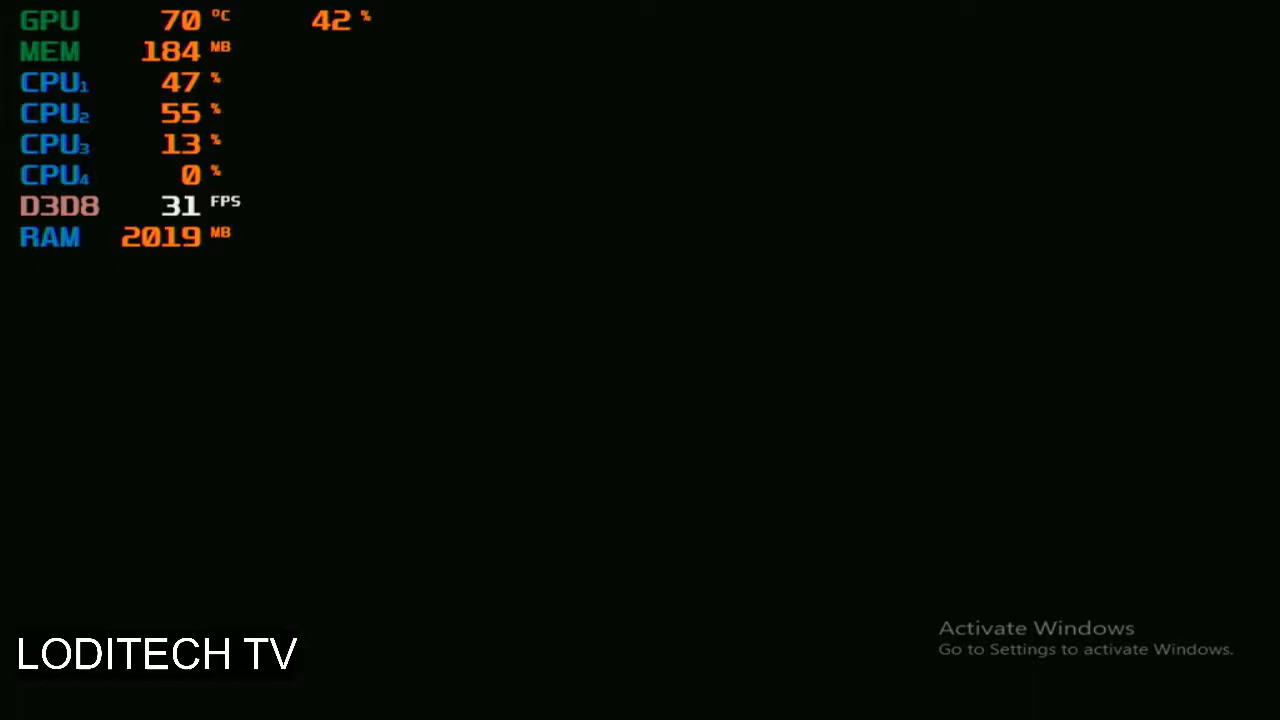 GPU 70 °C 42 %
MEM 184 MB
CPU1 47 %
CPU2 55 %
CPU3 13 %
CPU4 0 %
D3D8 31 FPS
RAM 2019 MB
Activate Windows
Go to Settings to activate Windows.
LODITECH TV